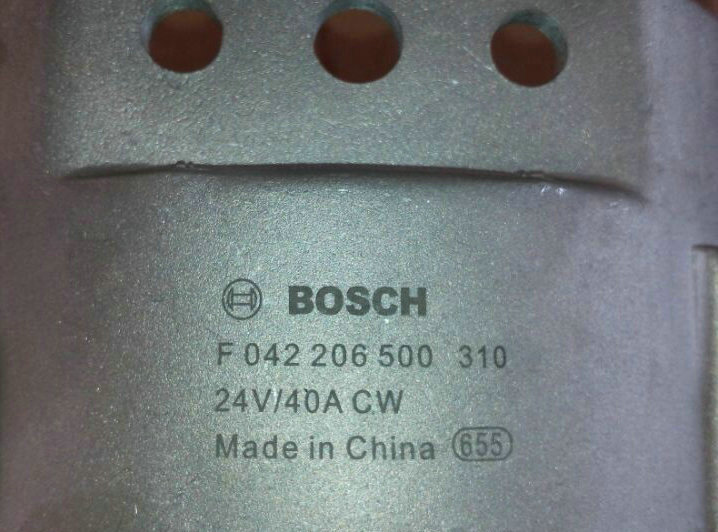 BOSCH
F 042 206 500 310
24V/40A CW
Made in China 655